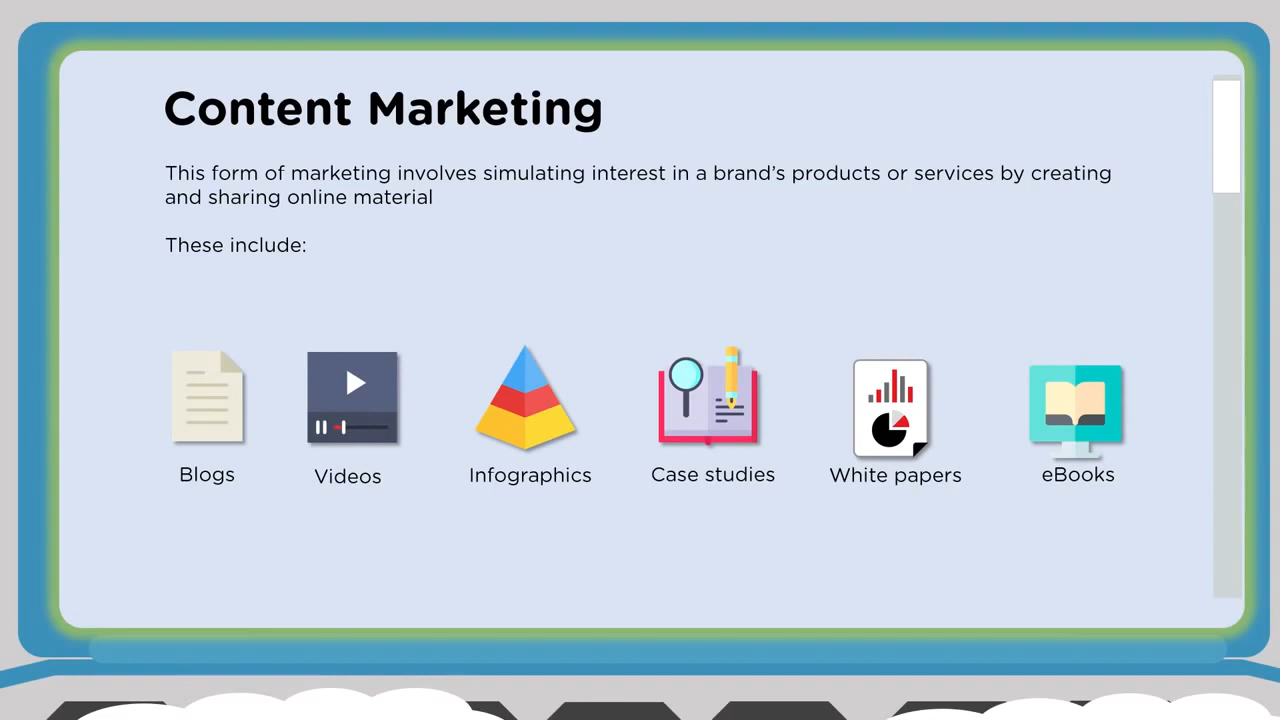 Content Marketing
This form of marketing involves simulating interest in a brand's products or services by creating
and sharing online material
These include:
Blogs
Videos
Infographics
Case studies
White papers
eBooks